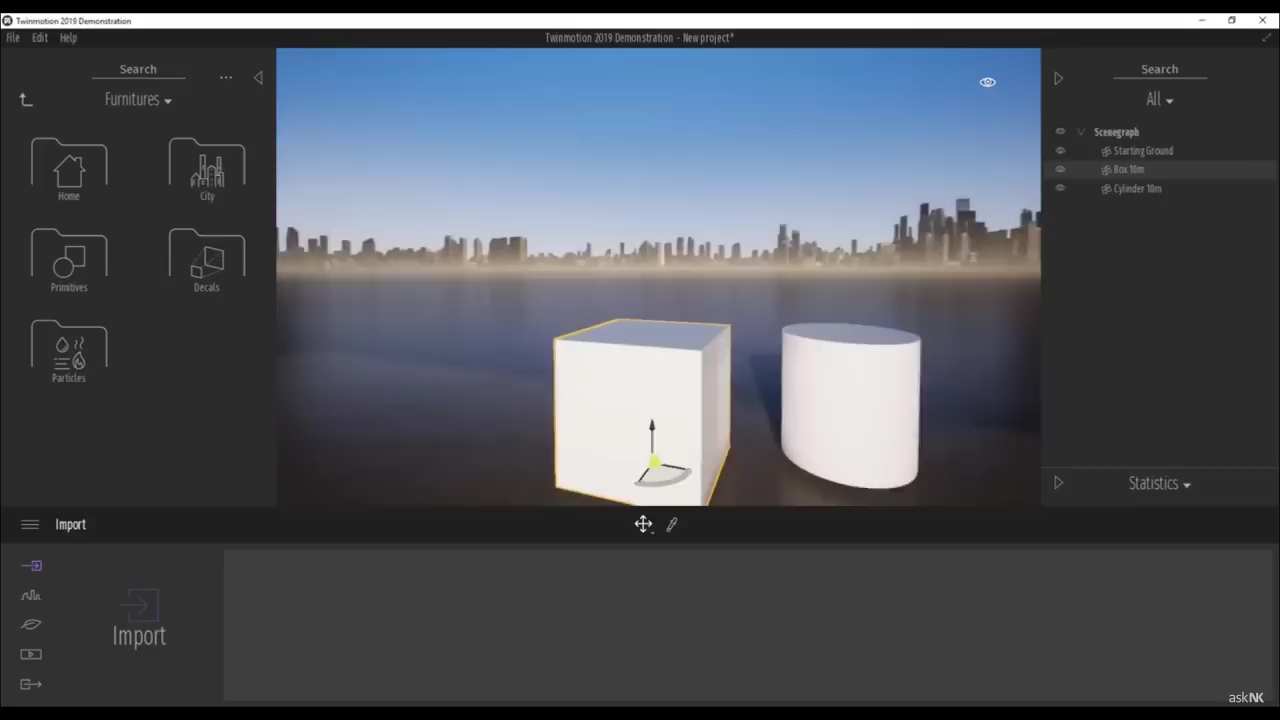 Twinmotion 2019 Demonstration
File Edit Help
Twinmotion 2019 Demonstration - New project*
Search
...
Furnitures
Home
City
Primitives
Decals
Particles
Search
All
Scenegraph
Starting Ground
Box 10m
Cylinder 10m
Statistics
Import
Import
askNK